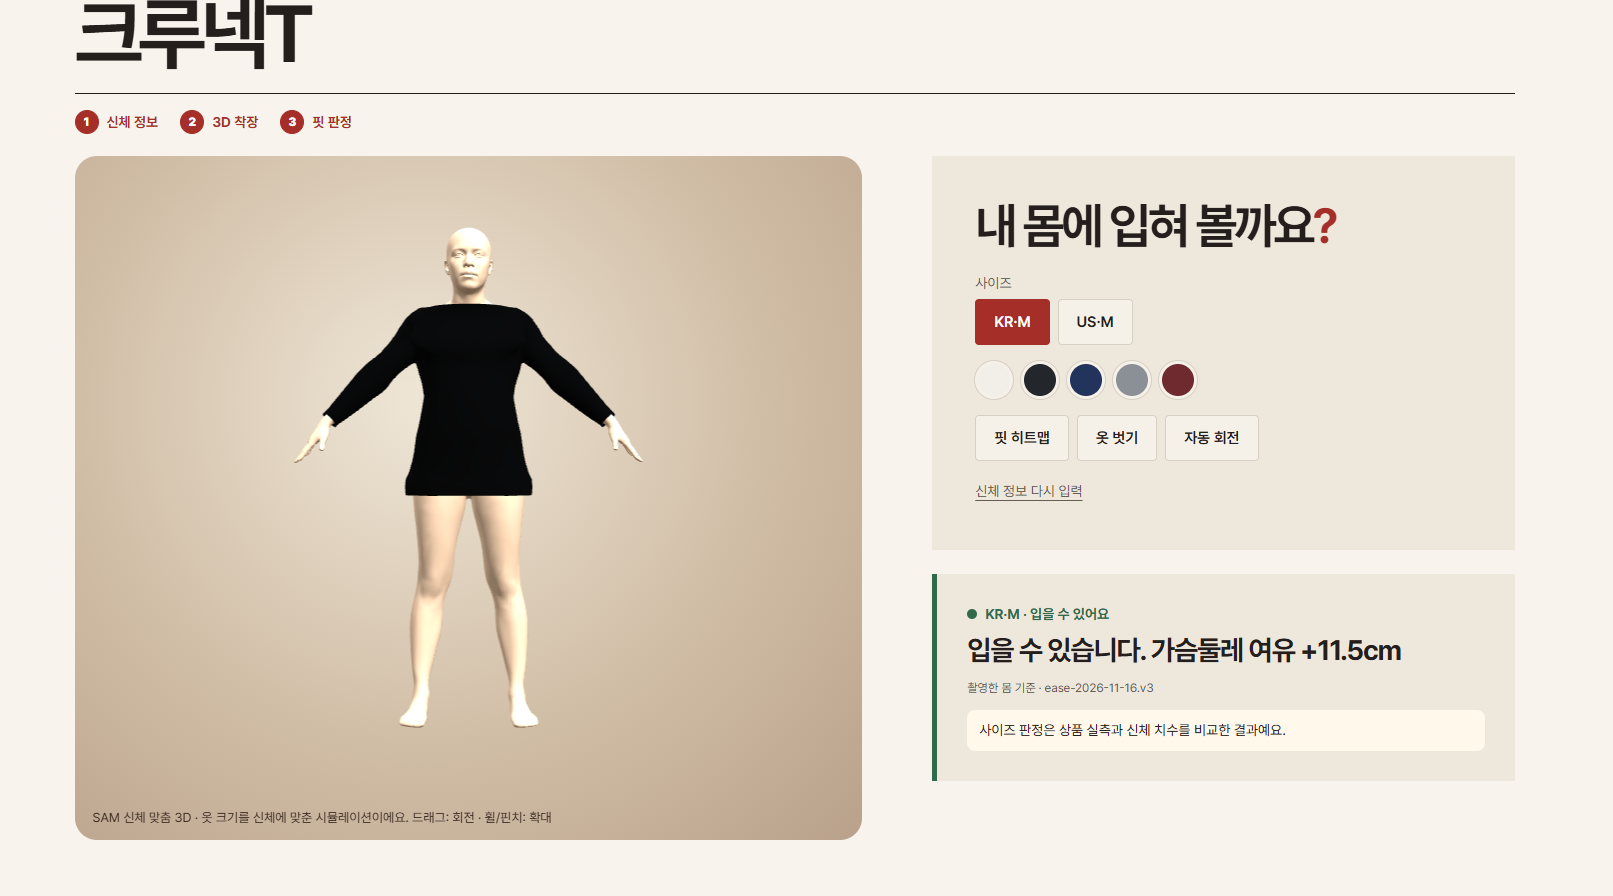 크루넥T
1 신체 정보 2 3D 착장 3 핏 판정
내 몸에 입혀 볼까요?
사이즈
KR·M US·M
핏 히트맵 옷 벗기 자동 회전
신체 정보 다시 입력
KR·M · 입을 수 있어요
입을 수 있습니다. 가슴둘레 여유 +11.5cm
촬영한 몸 기준 · ease-2026-11-16.v3
사이즈 판정은 상품 실측과 신체 치수를 비교한 결과예요.
SAM 신체 맞춤 3D · 옷 크기를 신체에 맞춘 시뮬레이션이에요. 드래그: 회전 · 휠/핀치: 확대